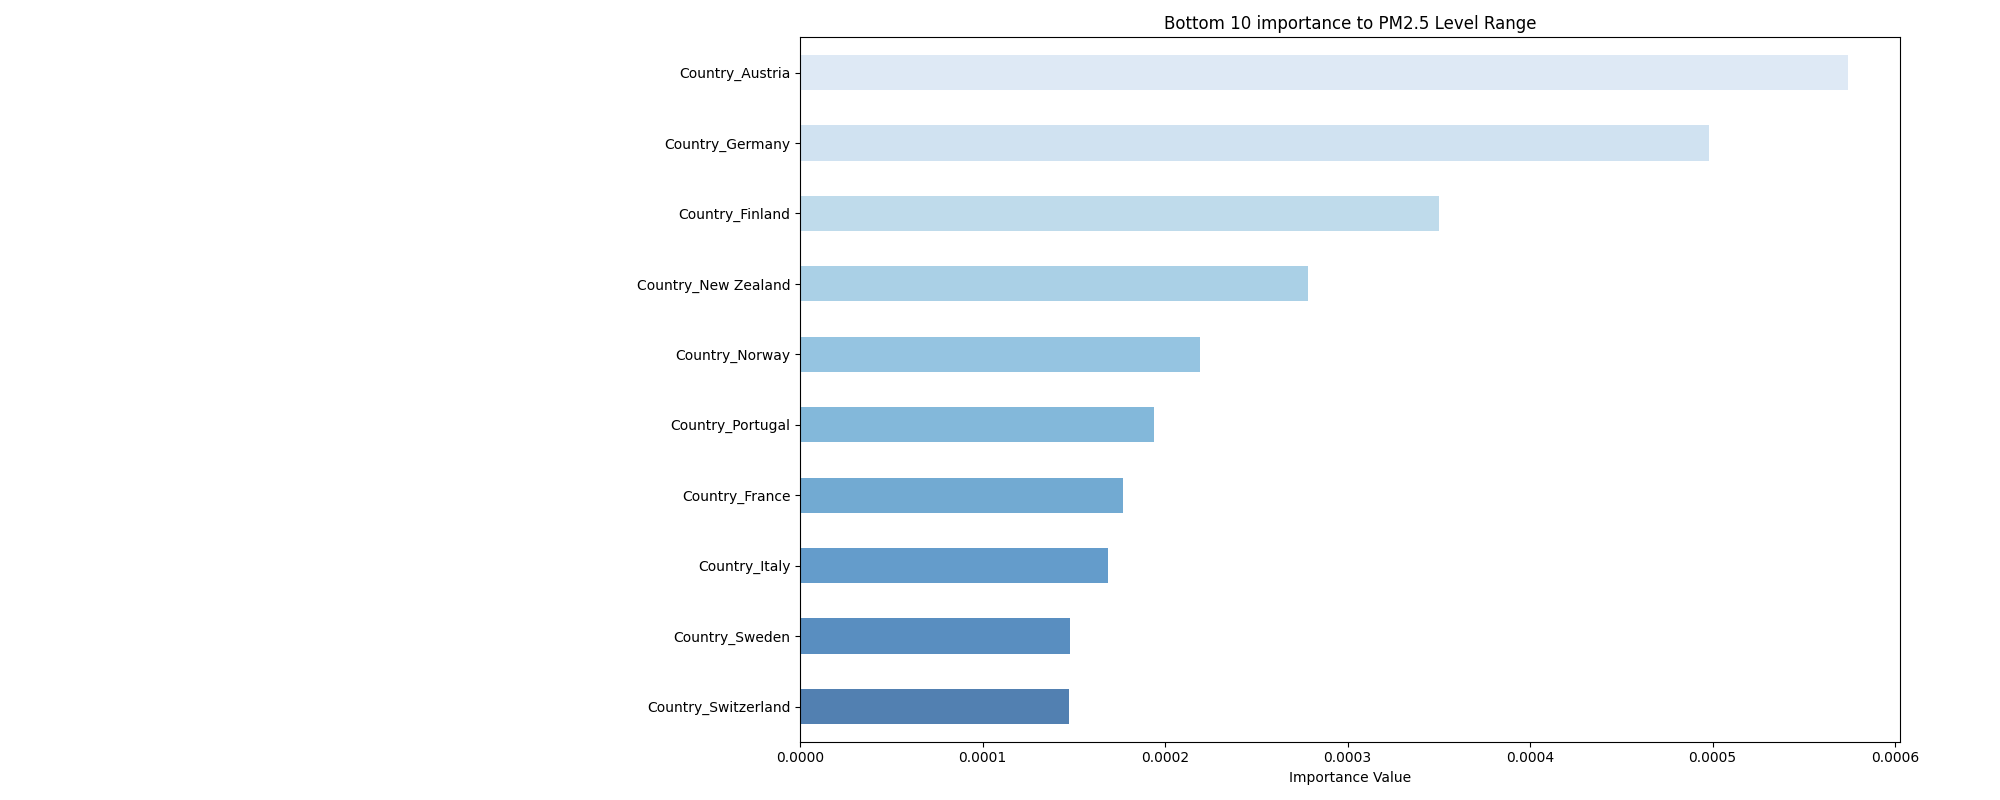 Bottom 10 importance to PM2.5 Level Range
Country_Austria
Country_Germany
Country_Finland
Country_New Zealand
Country_Norway
Country_Portugal
Country_France
Country_Italy
Country_Sweden
Country_Switzerland
0.0000 0.0001 0.0002 0.0003 0.0004 0.0005 0.0006
Importance Value